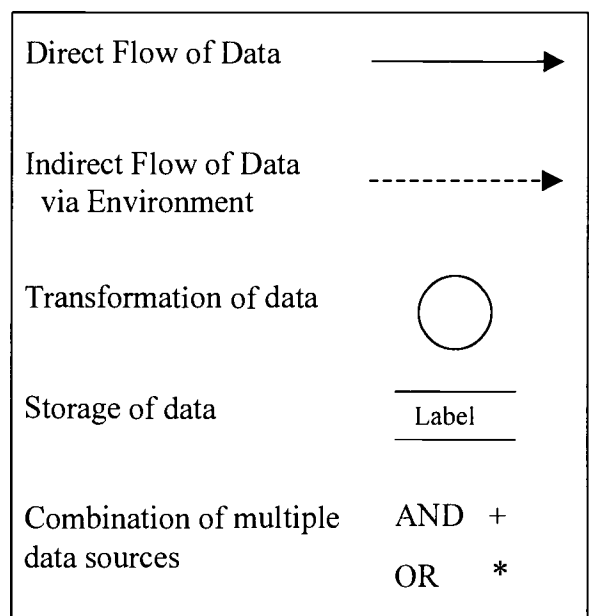 Direct Flow of Data
Indirect Flow of Data
via Environment
Transformation of data
Storage of data
Label
Combination of multiple
data sources
AND +
OR *